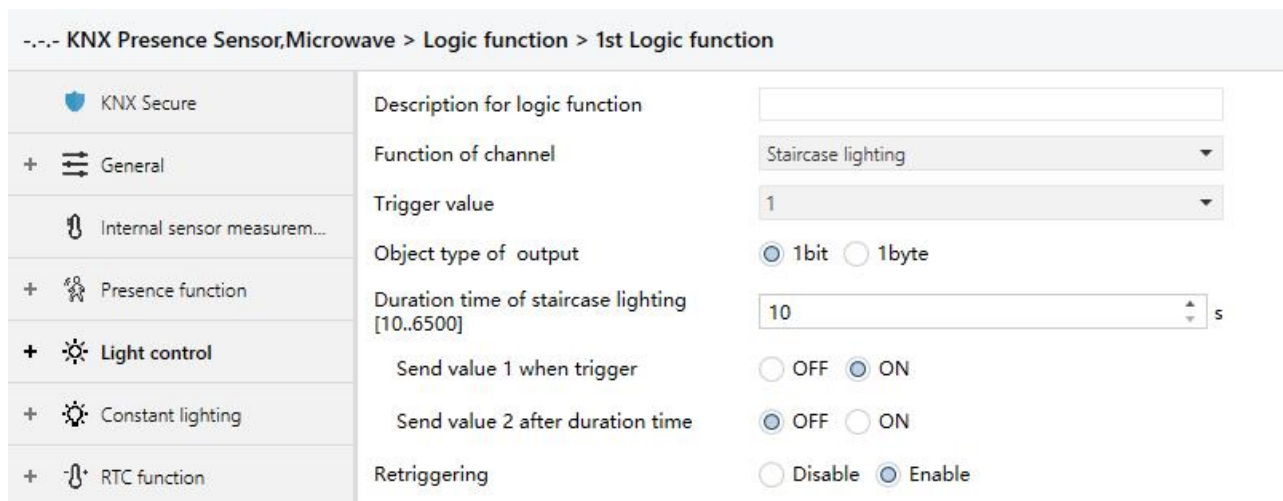 -.-.- KNX Presence Sensor,Microwave > Logic function > 1st Logic function
KNX Secure
+ General
Internal sensor measurem...
+ Presence function
+ Light control
+ Constant lighting
+ RTC function
Description for logic function
Function of channel Staircase lighting
Trigger value 1
Object type of output 1bit 1byte
Duration time of staircase lighting
[10..6500] 10 s
Send value 1 when trigger OFF ON
Send value 2 after duration time OFF ON
Retriggering Disable Enable